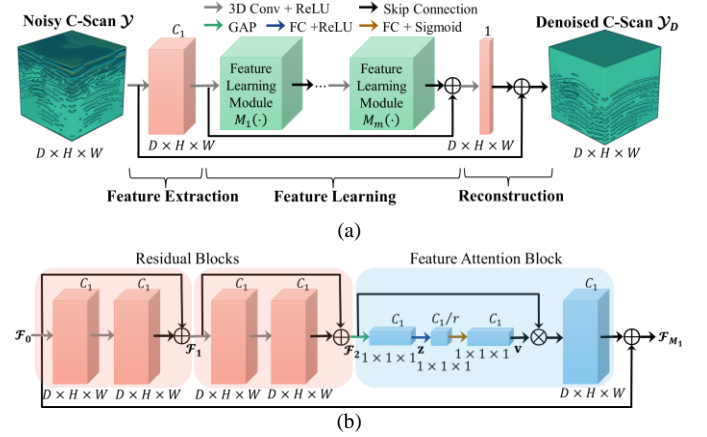 Noisy C-Scan 𝒴
C₁
3D Conv + ReLU
Skip Connection
GAP
FC +ReLU
FC + Sigmoid
1
Denoised C-Scan 𝒴_D
Feature
Learning
Module
M₁(·)
...
Feature
Learning
Module
Mₘ(·)
D × H × W
D × H × W
D × H × W
D × H × W
Feature Extraction
Feature Learning
Reconstruction
(a)
Residual Blocks
Feature Attention Block
C₁
C₁
C₁
C₁
C₁
C₁/r
C₁
C₁
𝓕₀
𝓕₁
𝓕₂
z
v
𝓕_M₁
1 × 1 × 1
1 × 1 × 1
1 × 1 × 1
D × H × W
D × H × W
D × H × W
D × H × W
D × H × W
(b)